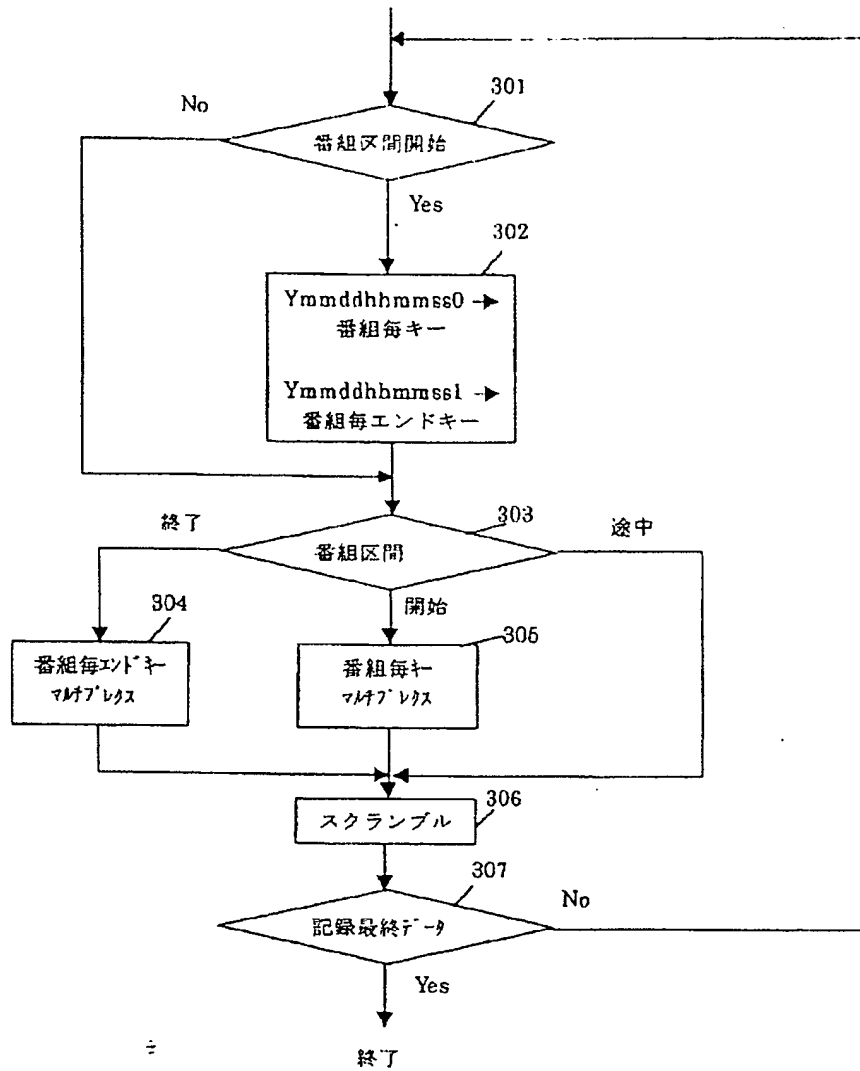 301
No
番組区間開始
Yes
302
Ymmddhhmmss0 →
番組毎キー
Ymmddhhmmss1 →
番組毎エンドキー
終了
303
途中
番組区間
304
開始
305
番組毎エンドキー
マルチプレクス
番組毎キー
マルチプレクス
スクランブル
306
307
記録最終データ
No
Yes
終了